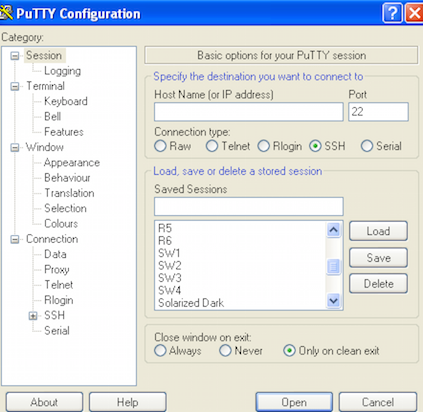 PuTTY Configuration
Category:
Session
Logging
Terminal
Keyboard
Bell
Features
Window
Appearance
Behaviour
Translation
Selection
Colours
Connection
Data
Proxy
Telnet
Rlogin
SSH
Serial
Basic options for your PuTTY session
Specify the destination you want to connect to
Host Name (or IP address) Port
22
Connection type:
Raw Telnet Rlogin SSH Serial
Load, save or delete a stored session
Saved Sessions
R5
R6
SW1
SW2
SW3
SW4
Solarized Dark
Load
Save
Delete
Close window on exit:
Always Never Only on clean exit
About Help Open Cancel